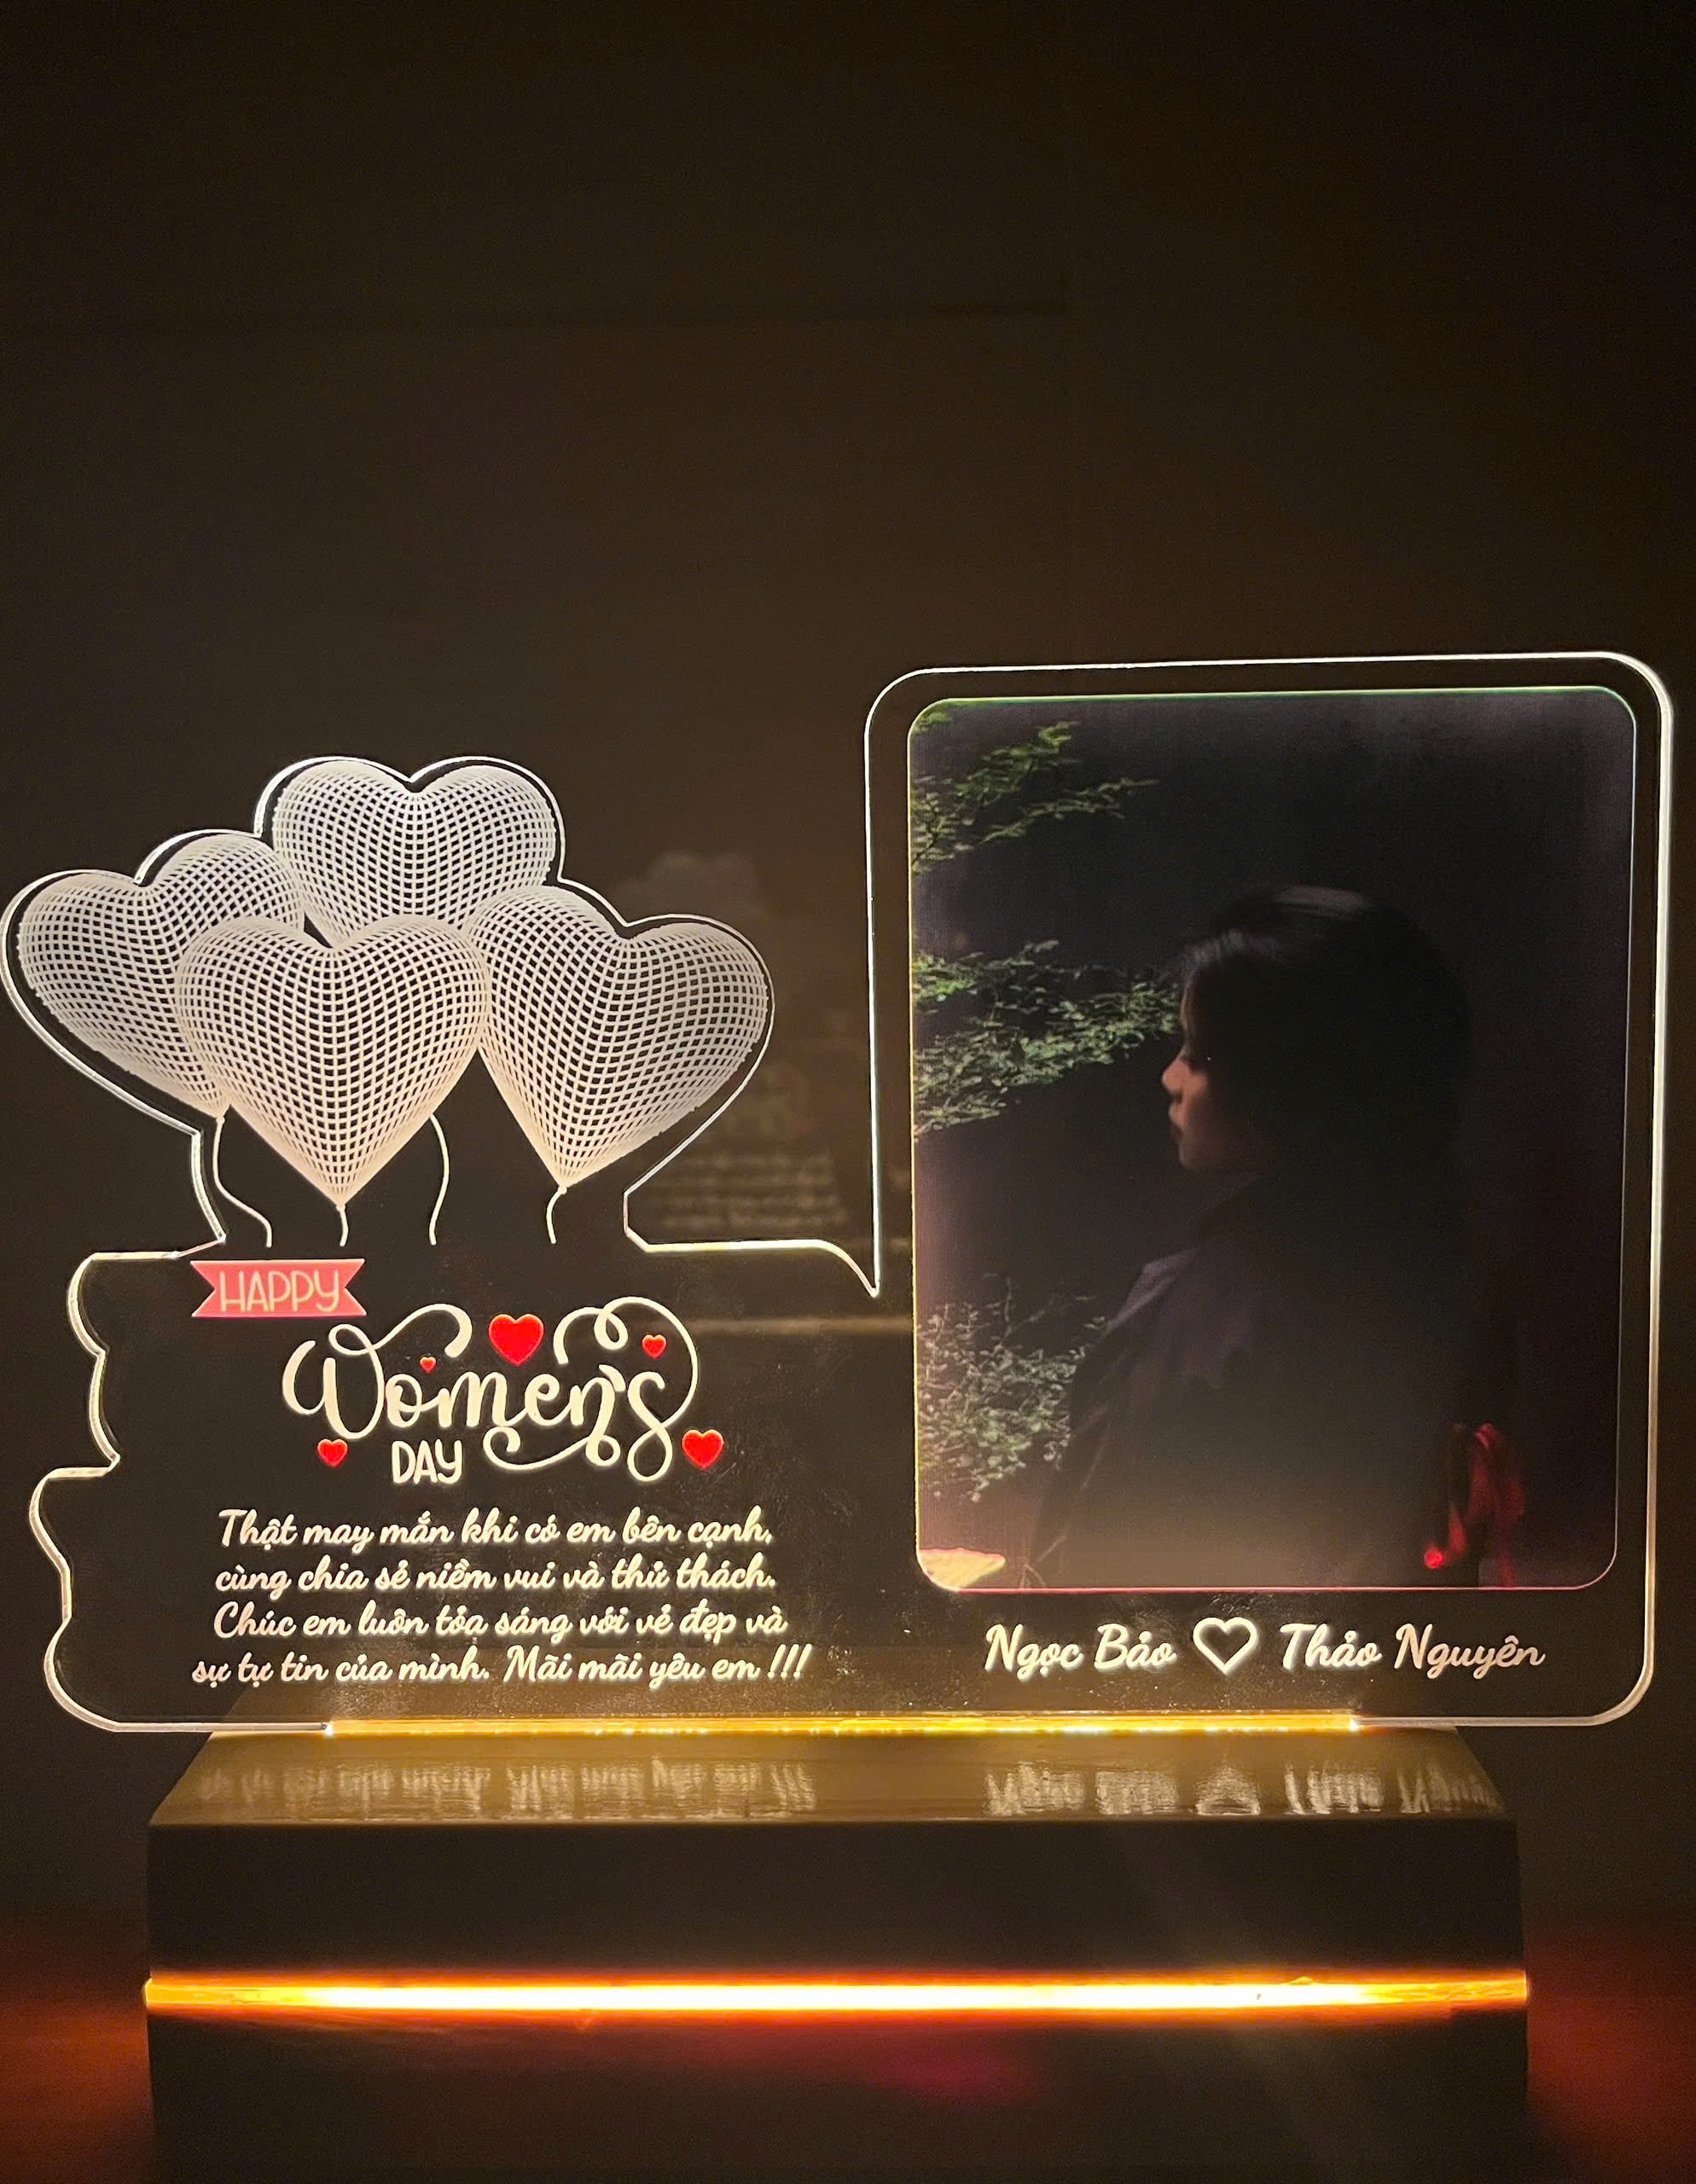 HAPPY
Women's
DAY
Thật may mắn khi có em bên cạnh,
cùng chia sẻ niềm vui và thử thách.
Chúc em luôn tỏa sáng với vẻ đẹp và
sự tự tin của mình. Mãi mãi yêu em !!!
Ngọc Bảo ♡ Thảo Nguyên